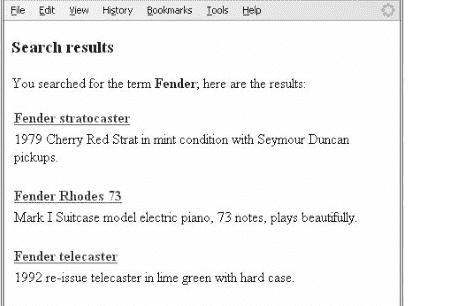 File Edit View History Bookmarks Tools Help
Search results
You searched for the term Fender; here are the results:
Fender stratocaster
1979 Cherry Red Strat in mint condition with Seymour Duncan
pickups.
Fender Rhodes 73
Mark I Suitcase model electric piano, 73 notes, plays beautifully.
Fender telecaster
1992 re-issue telecaster in lime green with hard case.